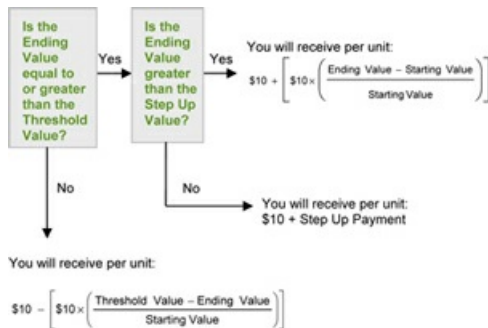 Is the
Ending
Value
equal to
or greater
than the
Threshold
Value?
Yes
Is the
Ending
Value
greater
than the
Step Up
Value?
Yes
You will receive per unit:
$10 + [ $10 × ( Ending Value – Starting Value
Starting Value ) ]
No
You will receive per unit:
$10 + Step Up Payment
No
You will receive per unit:
$10 – [ $10 × ( Threshold Value – Ending Value
Starting Value ) ]